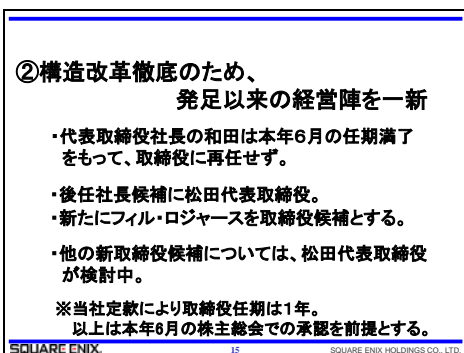 ②構造改革徹底のため、
発足以来の経営陣を一新
・代表取締役社長の和田は本年6月の任期満了
をもって、取締役に再任せず。
・後任社長候補に松田代表取締役。
・新たにフィル・ロジャースを取締役候補とする。
・他の新取締役候補については、松田代表取締役
が検討中。
※当社定款により取締役任期は1年。
以上は本年6月の株主総会での承認を前提とする。
SQUARE ENIX.
15
SQUARE ENIX HOLDINGS CO., LTD.